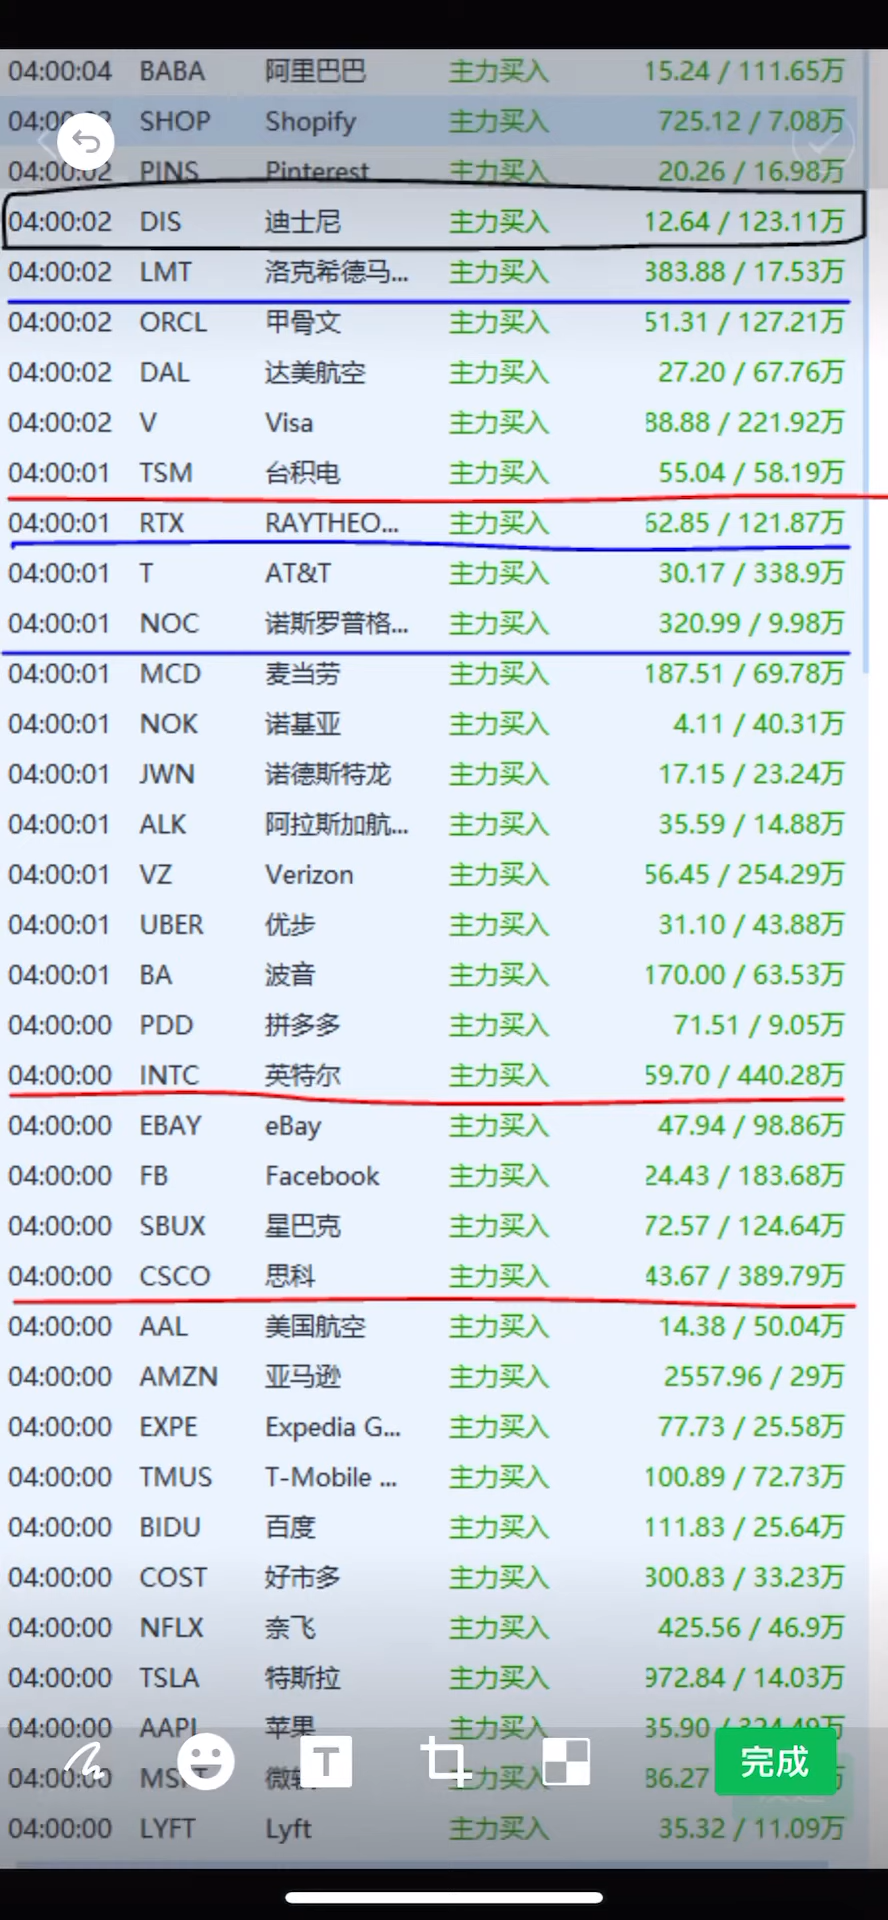 04:00:04 BABA 阿里巴巴 主力买入 15.24 / 111.65万
04:00:02 SHOP Shopify 主力买入 725.12 / 7.08万
04:00:02 PINS Pinterest 主力买入 20.26 / 16.98万
04:00:02 DIS 迪士尼 主力买入 12.64 / 123.11万
04:00:02 LMT 洛克希德马... 主力买入 383.88 / 17.53万
04:00:02 ORCL 甲骨文 主力买入 51.31 / 127.21万
04:00:02 DAL 达美航空 主力买入 27.20 / 67.76万
04:00:02 V Visa 主力买入 88.88 / 221.92万
04:00:01 TSM 台积电 主力买入 55.04 / 58.19万
04:00:01 RTX RAYTHEO... 主力买入 62.85 / 121.87万
04:00:01 T AT&T 主力买入 30.17 / 338.9万
04:00:01 NOC 诺斯罗普格... 主力买入 320.99 / 9.98万
04:00:01 MCD 麦当劳 主力买入 187.51 / 69.78万
04:00:01 NOK 诺基亚 主力买入 4.11 / 40.31万
04:00:01 JWN 诺德斯特龙 主力买入 17.15 / 23.24万
04:00:01 ALK 阿拉斯加航... 主力买入 35.59 / 14.88万
04:00:01 VZ Verizon 主力买入 56.45 / 254.29万
04:00:01 UBER 优步 主力买入 31.10 / 43.88万
04:00:01 BA 波音 主力买入 170.00 / 63.53万
04:00:00 PDD 拼多多 主力买入 71.51 / 9.05万
04:00:00 INTC 英特尔 主力买入 59.70 / 440.28万
04:00:00 EBAY eBay 主力买入 47.94 / 98.86万
04:00:00 FB Facebook 主力买入 24.43 / 183.68万
04:00:00 SBUX 星巴克 主力买入 72.57 / 124.64万
04:00:00 CSCO 思科 主力买入 43.67 / 389.79万
04:00:00 AAL 美国航空 主力买入 14.38 / 50.04万
04:00:00 AMZN 亚马逊 主力买入 2557.96 / 29万
04:00:00 EXPE Expedia G... 主力买入 77.73 / 25.58万
04:00:00 TMUS T-Mobile ... 主力买入 100.89 / 72.73万
04:00:00 BIDU 百度 主力买入 111.83 / 25.64万
04:00:00 COST 好市多 主力买入 300.83 / 33.23万
04:00:00 NFLX 奈飞 主力买入 425.56 / 46.9万
04:00:00 TSLA 特斯拉 主力买入 972.84 / 14.03万
04:00:00 AAPL 苹果 主力买入 35.90 / 324.49万
T 完成
04:00:00 MSFT 微软 主力买入 86.27
04:00:00 LYFT Lyft 主力买入 35.32 / 11.09万